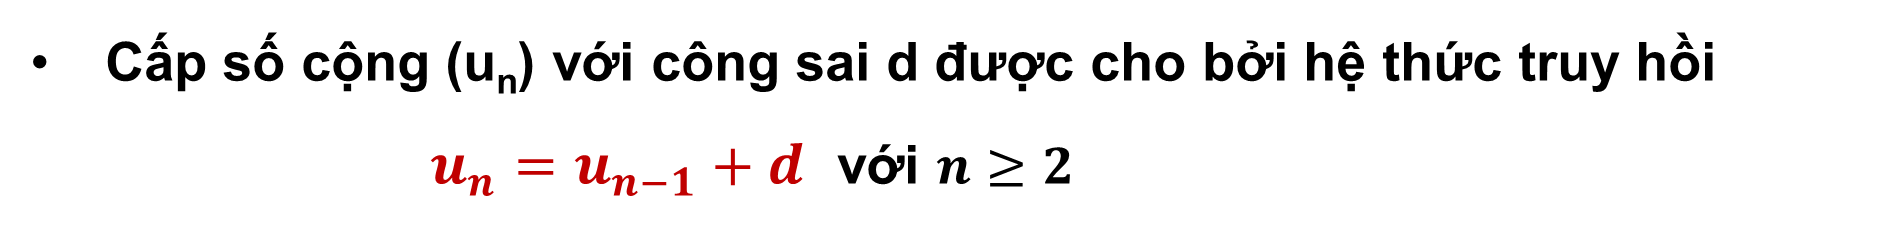 • Cấp số cộng (uₙ) với công sai d được cho bởi hệ thức truy hồi
uₙ = uₙ₋₁ + d với n ≥ 2